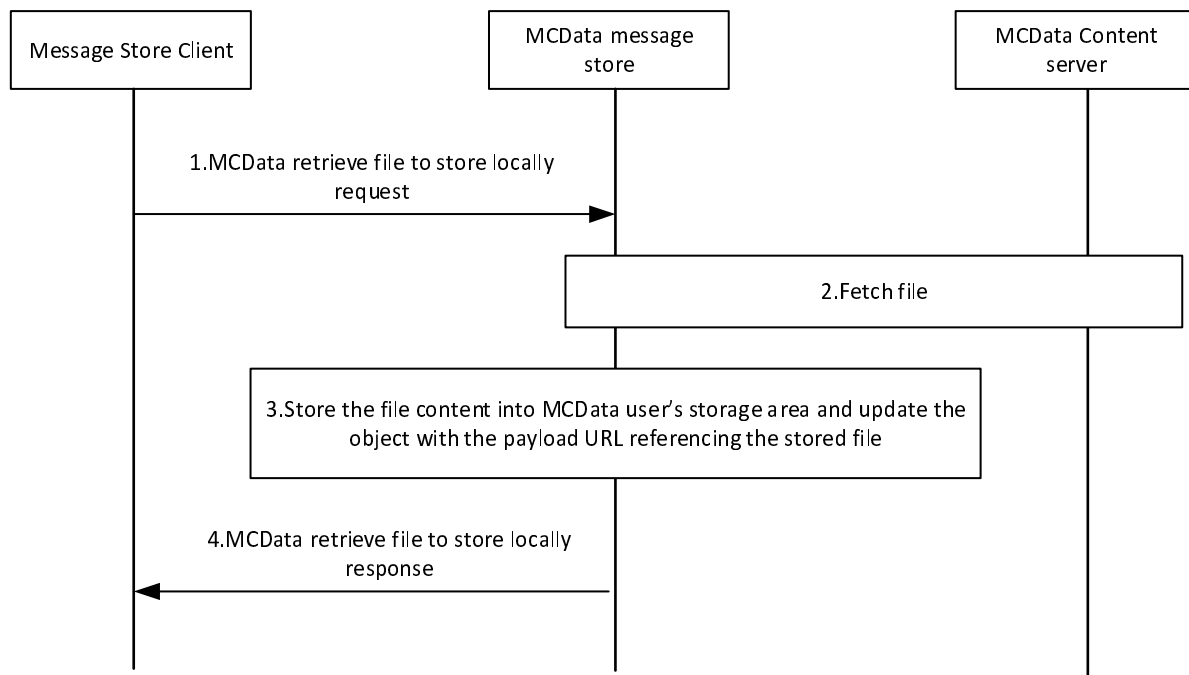 Message Store Client
MCData message
store
MCData Content
server
1.MCData retrieve file to store locally
request
2.Fetch file
3.Store the file content into MCData user’s storage area and update the
object with the payload URL referencing the stored file
4.MCData retrieve file to store locally
response